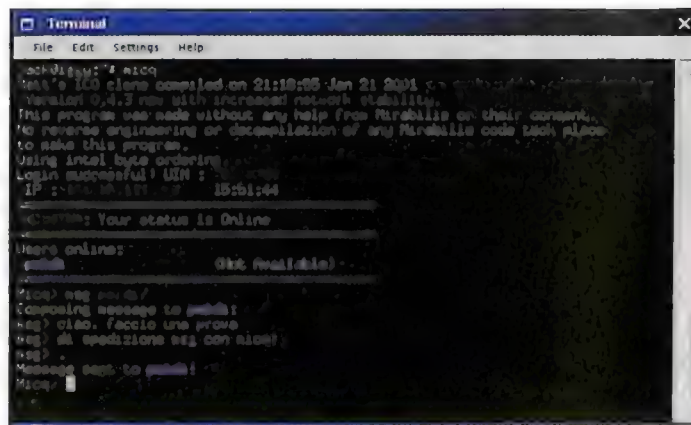 Terminal
File Edit Settings Help
micq
Matt's ICQ clone compiled on 21:18:05 Jan 21 2001
Version 0.4.3 now with increased network stability.
This program was made without any help from Mirabilis or their consent.
No reverse engineering or decompilation of any Mirabilis code took place
to make this program.
Using intel byte ordering.
Login successful! UIN :
IP : 15:51:44
Your status is Online
Users online:
(Not Available)
Micq> msg
Composing message to
msg> ciao, faccio una prova
msg> di spedizione msg con micq!
msg> .
Message sent to
Micq>